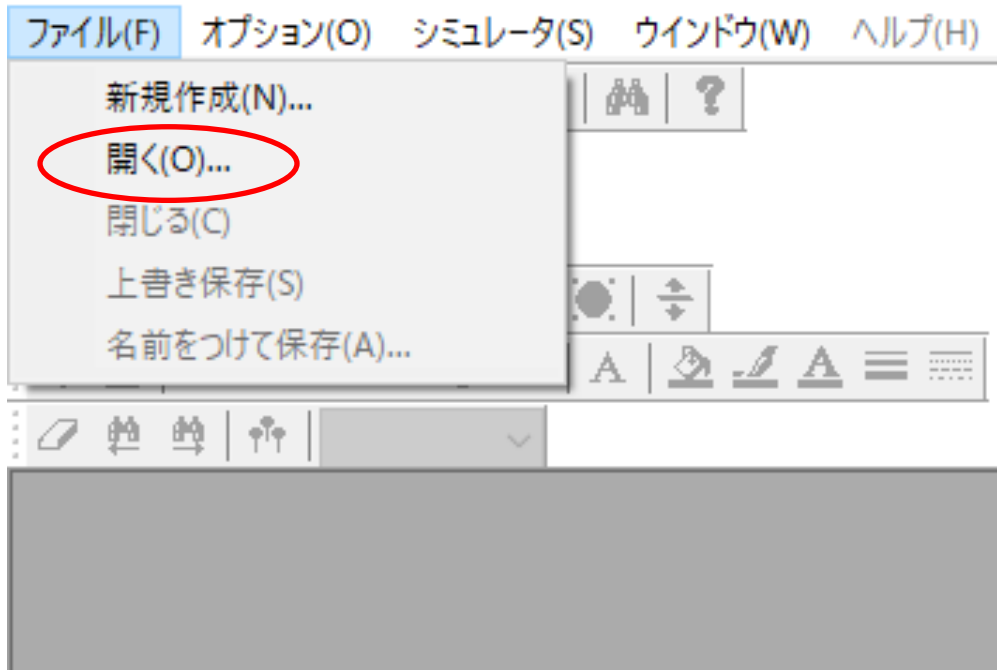 ファイル(F) オプション(O) シミュレータ(S) ウインドウ(W) ヘルプ(H)
新規作成(N)...
開く(O)...
閉じる(C)
上書き保存(S)
名前をつけて保存(A)...
A A